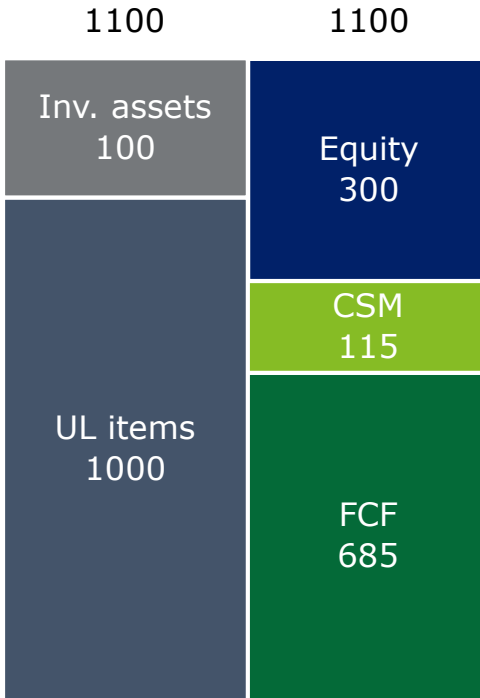 1100
1100
Inv. assets
100
UL items
1000
Equity
300
CSM
115
FCF
685